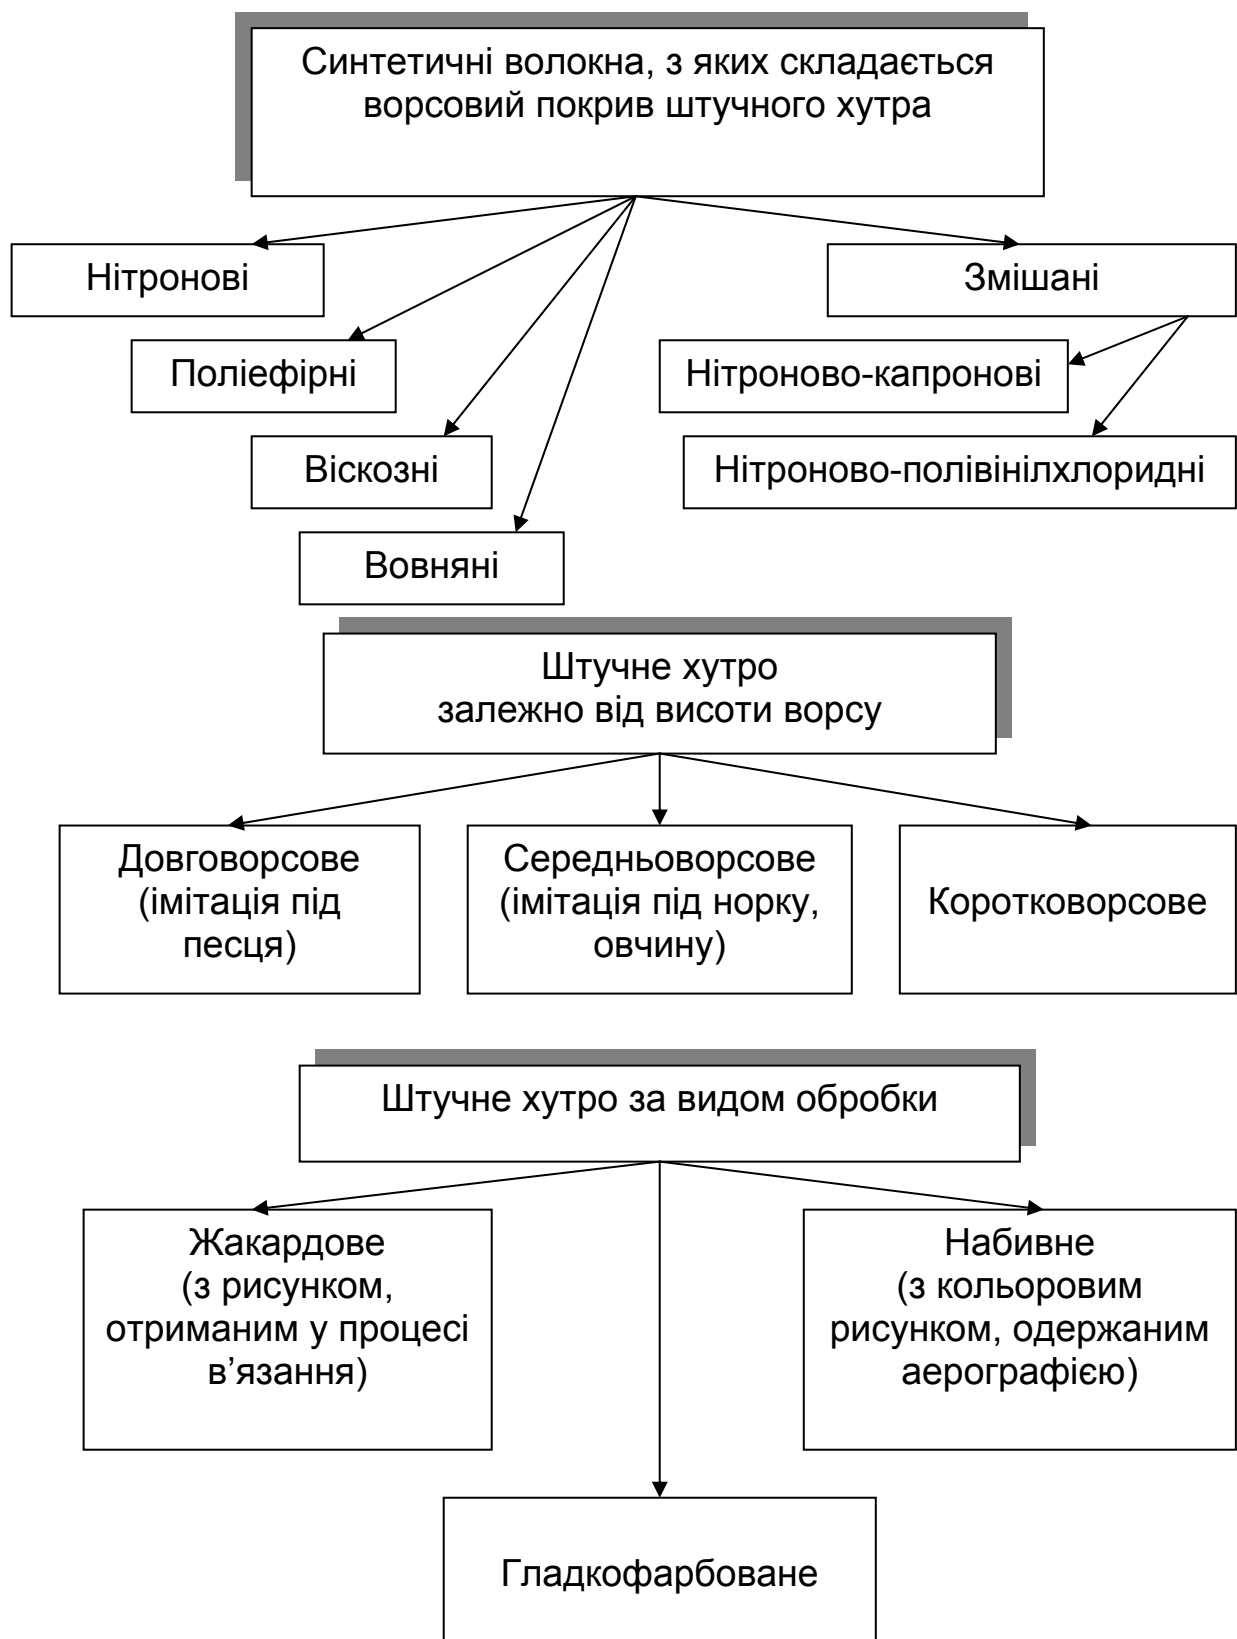 Синтетичні волокна, з яких складається
ворсовий покрив штучного хутра
Нітронові
Змішані
Поліефірні
Нітроново-капронові
Віскозні
Нітроново-полівінілхлоридні
Вовняні
Штучне хутро
залежно від висоти ворсу
Довговорсове
(імітація під
песця)
Середньоворсове
(імітація під норку,
овчину)
Коротковорсове
Штучне хутро за видом обробки
Жакардове
(з рисунком,
отриманим у процесі
в’язання)
Набивне
(з кольоровим
рисунком, одержаним
аерографією)
Гладкофарбоване